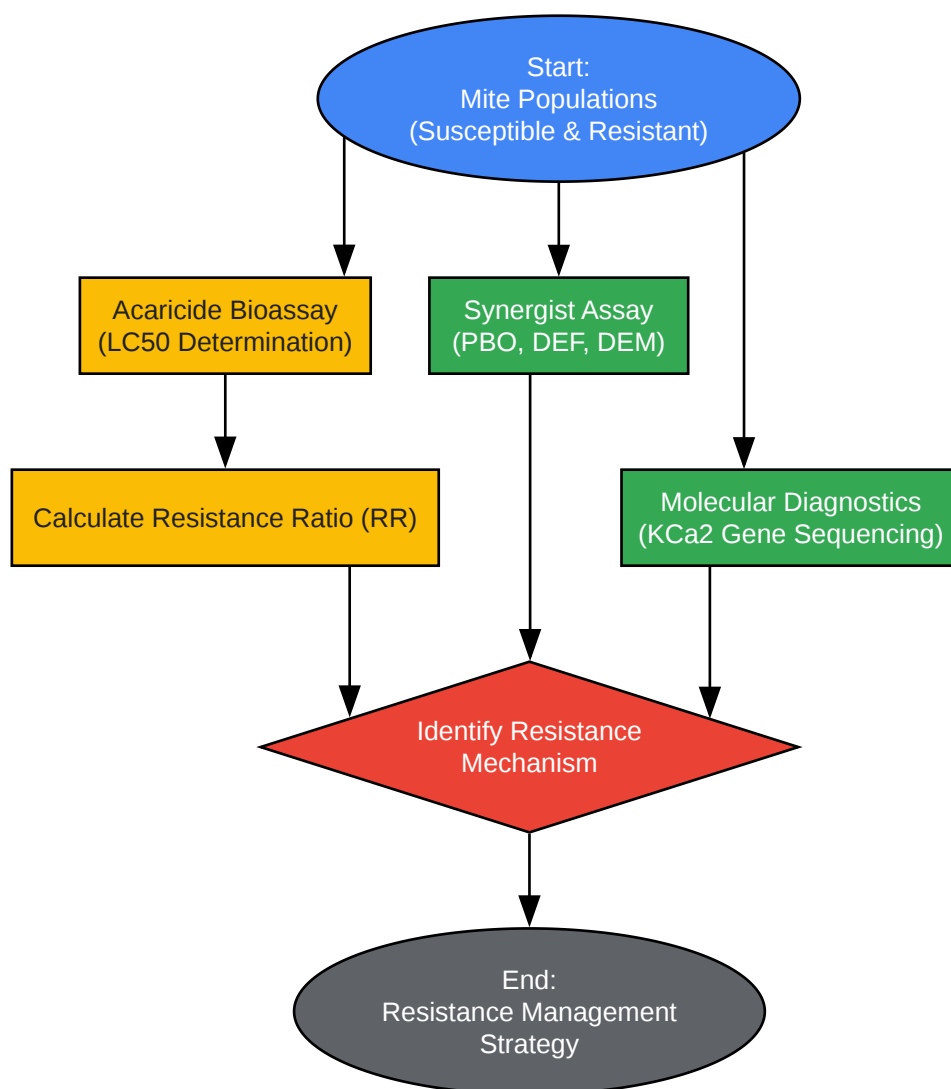 Start:
Mite Populations
(Susceptible & Resistant)
Acaricide Bioassay
(LC50 Determination)
Synergist Assay
(PBO, DEF, DEM)
Calculate Resistance Ratio (RR)
Molecular Diagnostics
(KCa2 Gene Sequencing)
Identify Resistance
Mechanism
End:
Resistance Management
Strategy